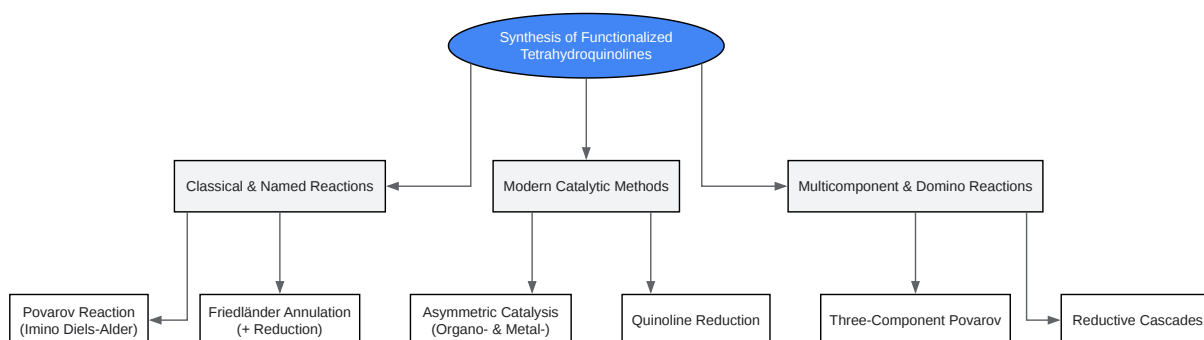 Synthesis of Functionalized
Tetrahydroquinolines
Classical & Named Reactions
Modern Catalytic Methods
Multicomponent & Domino Reactions
Povarov Reaction
(Imino Diels-Alder)
Friedländer Annulation
(+ Reduction)
Asymmetric Catalysis
(Organo- & Metal-)
Quinoline Reduction
Three-Component Povarov
Reductive Cascades